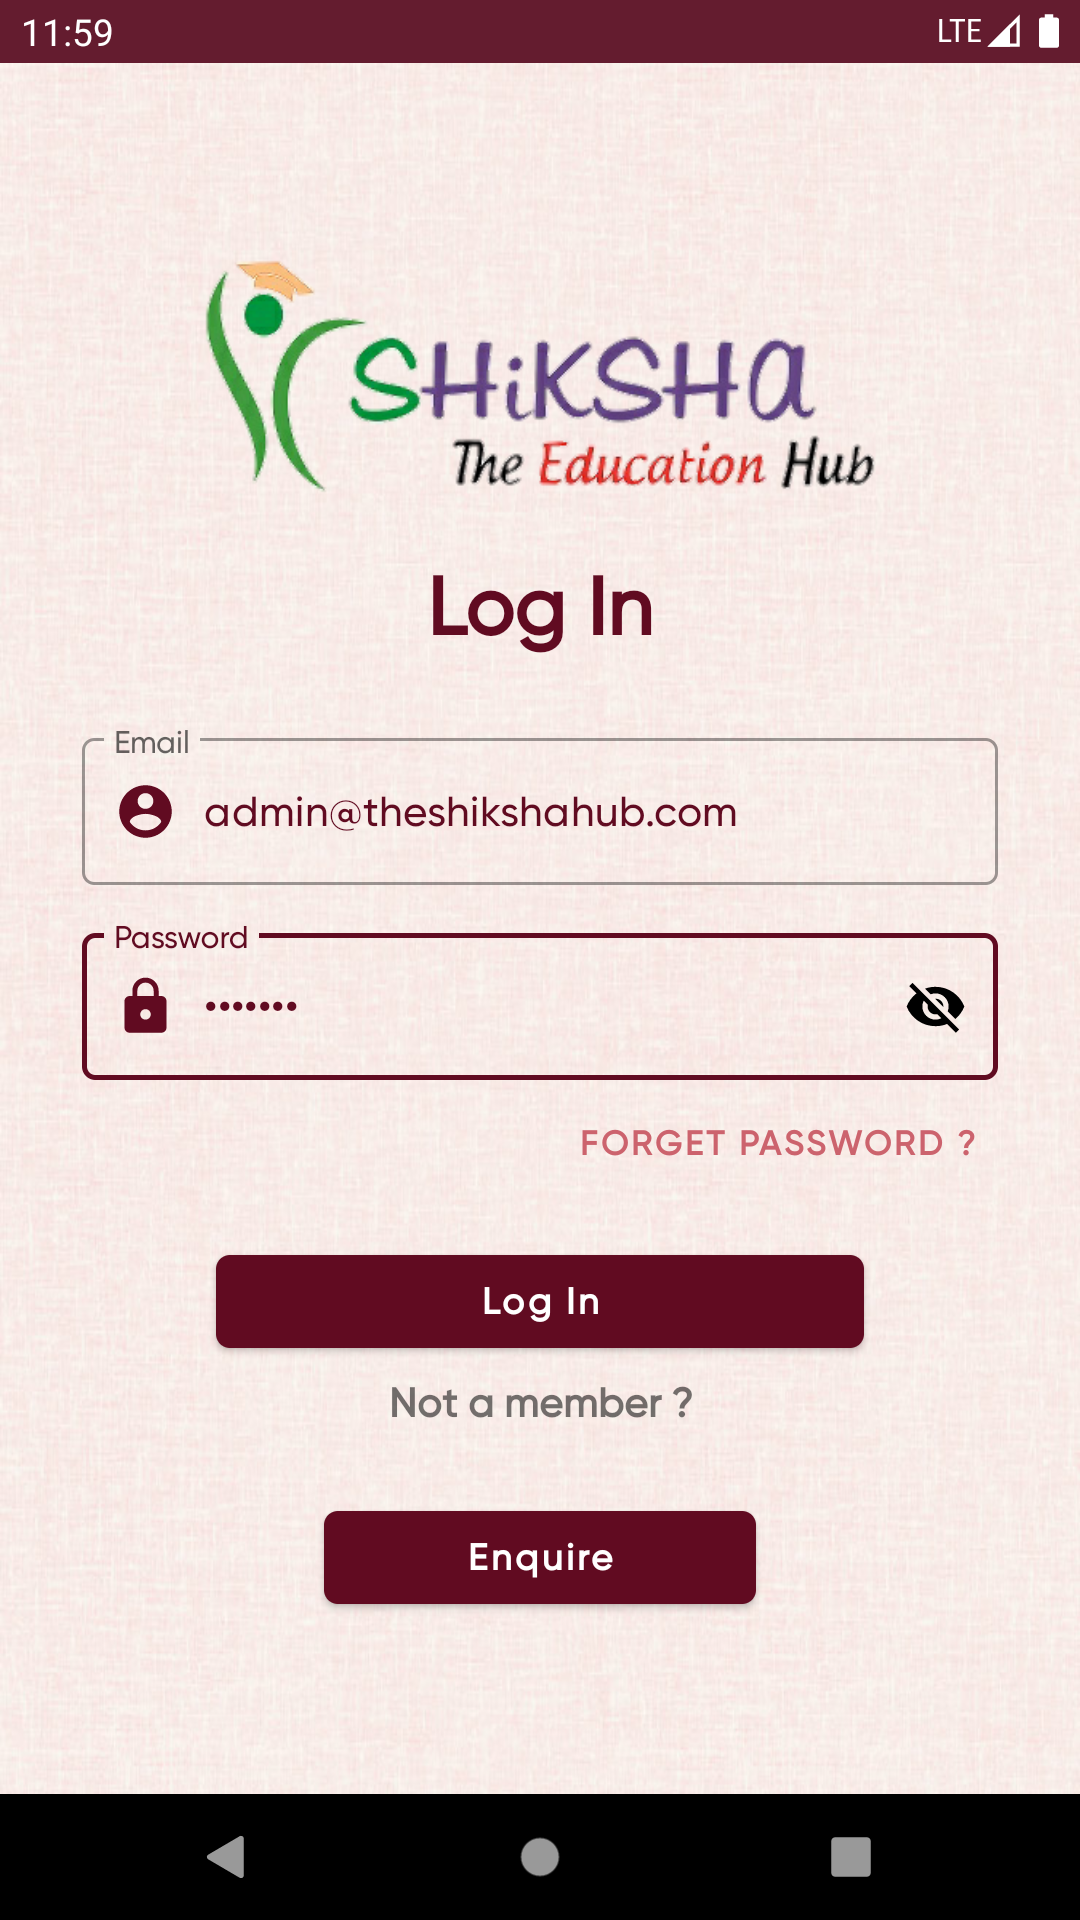 11:59 LTE
SHiKSHA
The Education Hub
Log In
Email
admin@theshikshahub.com
Password
•••••••
FORGET PASSWORD ?
Log In
Not a member ?
Enquire